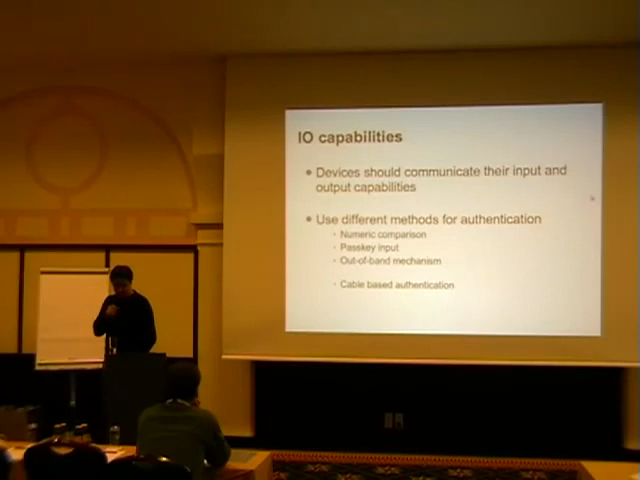 IO capabilities
• Devices should communicate their input and
output capabilities
• Use different methods for authentication
· Numeric comparison
· Passkey input
· Out-of-band mechanism
· Cable based authentication